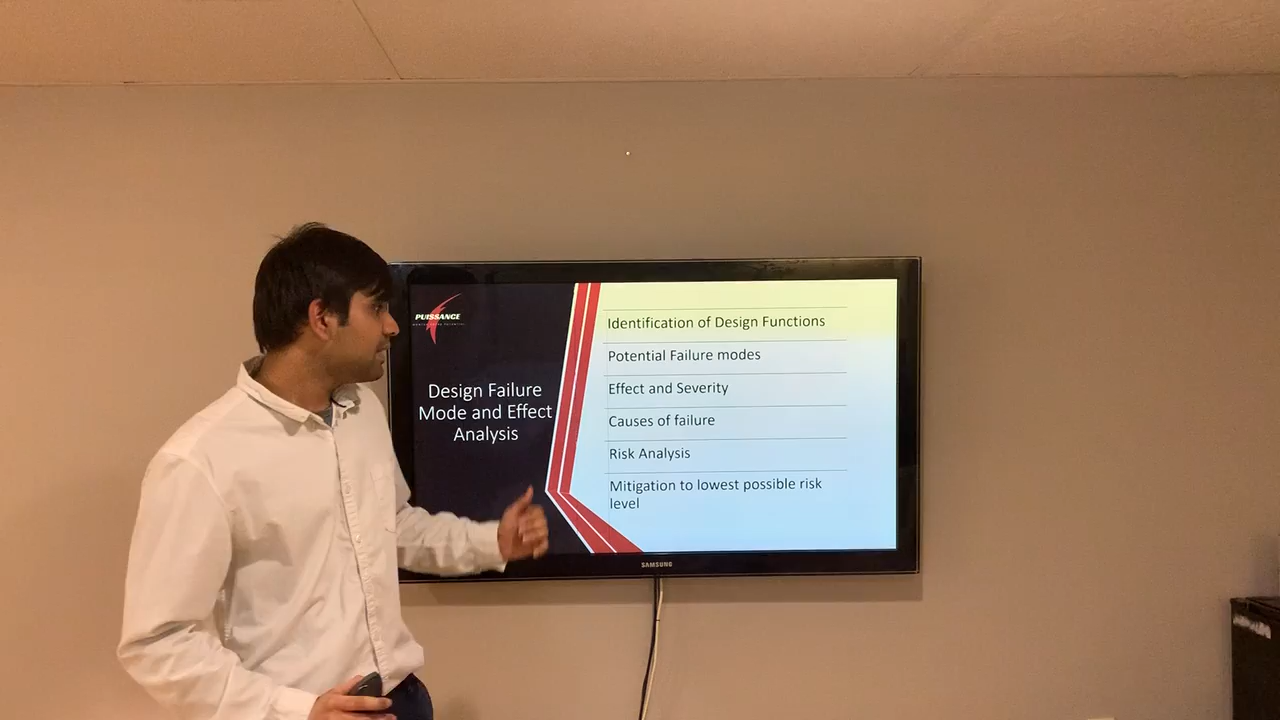 PUISSANCE
Design Failure
Mode and Effect
Analysis
Identification of Design Functions
Potential Failure modes
Effect and Severity
Causes of failure
Risk Analysis
Mitigation to lowest possible risk
level
SAMSUNG